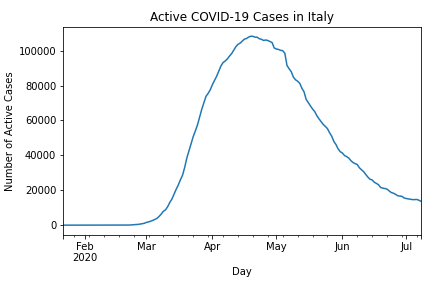 Active COVID-19 Cases in Italy
Number of Active Cases
100000
80000
60000
40000
20000
0
Feb Mar Apr May Jun Jul
2020
Day